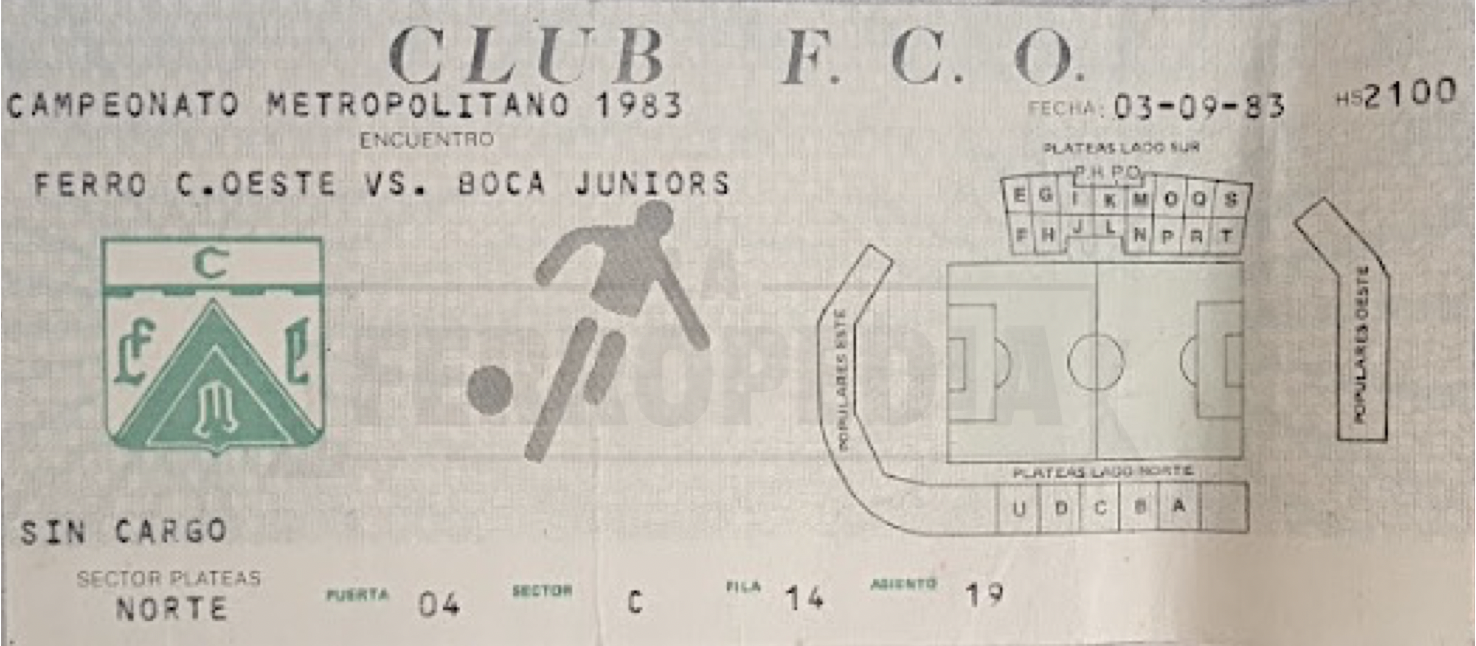 CLUB F. C. O.
CAMPEONATO METROPOLITANO 1983
FECHA: 03-09-83 HS 2100
ENCUENTRO
FERRO C.OESTE VS. BOCA JUNIORS
PLATEAS LADO SUR
P.H. P.O.
E G I K M O Q S
F H J L N P R T
C
F
O
M
LA
FERROPEDIA
POPULARES ESTE
POPULARES OESTE
PLATEAS LADO NORTE
U D C B A
SIN CARGO
SECTOR PLATEAS
NORTE
PUERTA 04 SECTOR C FILA 14 ASIENTO 19